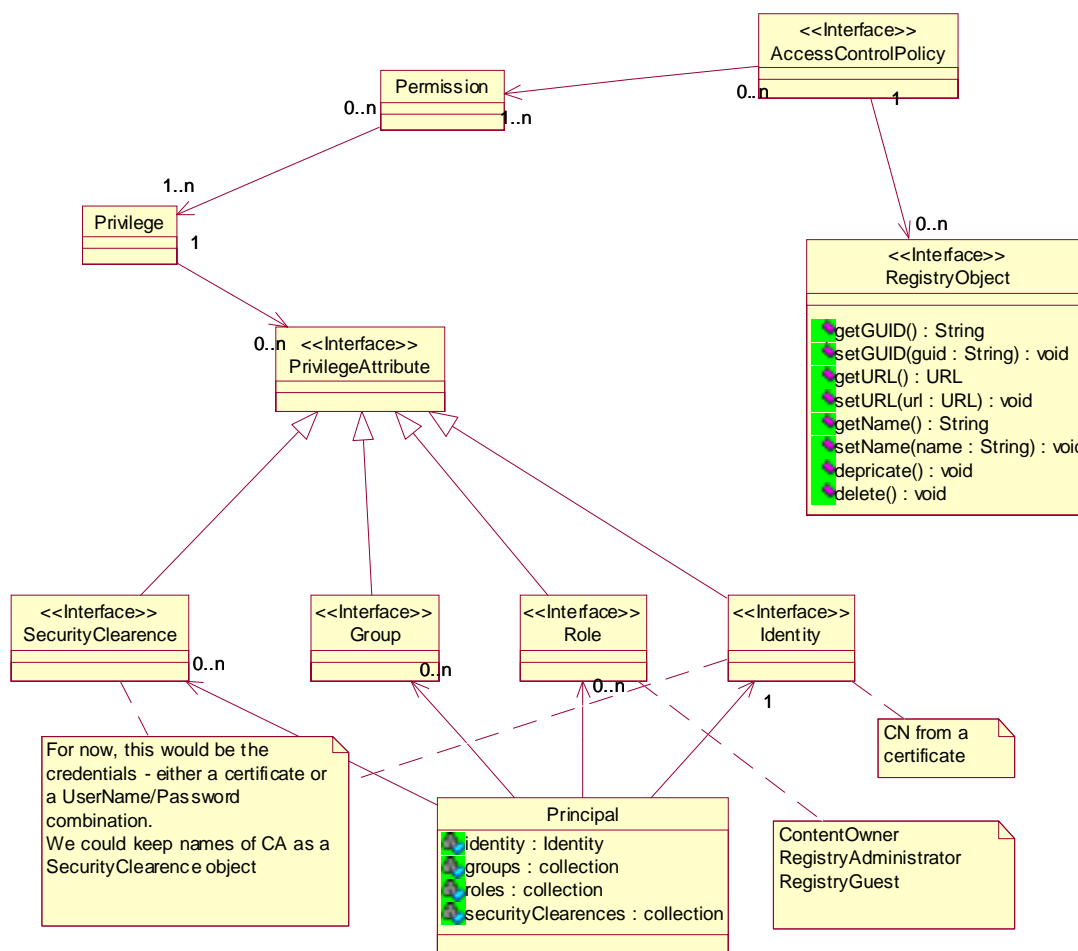 <<Interface>>
AccessControlPolicy
Permission
0..n
0..n
1
1..n
1..n
Privilege
1
0..n
<<Interface>>
RegistryObject
getGUID() : String
setGUID(guid : String) : void
getURL() : URL
setURL(url : URL) : void
getName() : String
setName(name : String) : void
depricate() : void
delete() : void
0..n
<<Interface>>
PrivilegeAttribute
<<Interface>>
SecurityClearence
<<Interface>>
Group
<<Interface>>
Role
<<Interface>>
Identity
0..n
0..n
0..n
1
For now, this would be the
credentials - either a certificate or
a UserName/Password
combination.
We could keep names of CA as a
SecurityClearence object
CN from a
certificate
Principal
identity : Identity
groups : collection
roles : collection
securityClearences : collection
ContentOwner
RegistryAdministrator
RegistryGuest